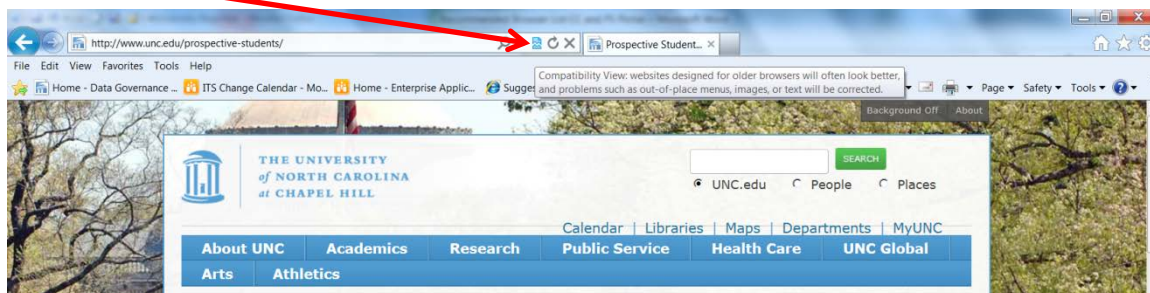 http://www.unc.edu/prospective-students/
Prospective Student...
File Edit View Favorites Tools Help
Home - Data Governance ... ITS Change Calendar - Mo... Home - Enterprise Applic... Sugges
Page Safety Tools
Compatibility View: websites designed for older browsers will often look better,
and problems such as out-of-place menus, images, or text will be corrected.
Background Off About
THE UNIVERSITY
of NORTH CAROLINA
at CHAPEL HILL
SEARCH
UNC.edu People Places
Calendar | Libraries | Maps | Departments | MyUNC
About UNC Academics Research Public Service Health Care UNC Global
Arts Athletics